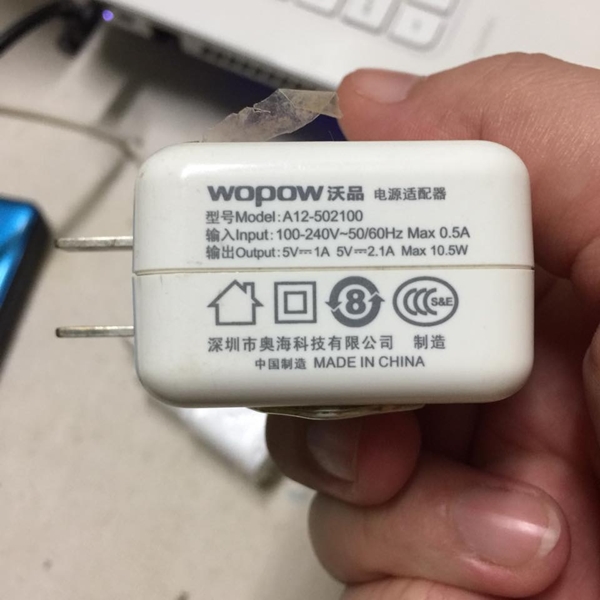 WOPOW沃品 电源适配器
型号Model:A12-502100
输入Input: 100-240V~50/60Hz Max 0.5A
输出Output: 5V⎓1A 5V⎓2.1A Max 10.5W
8 CCC S&E
深圳市奥海科技有限公司 制造
中国制造 MADE IN CHINA